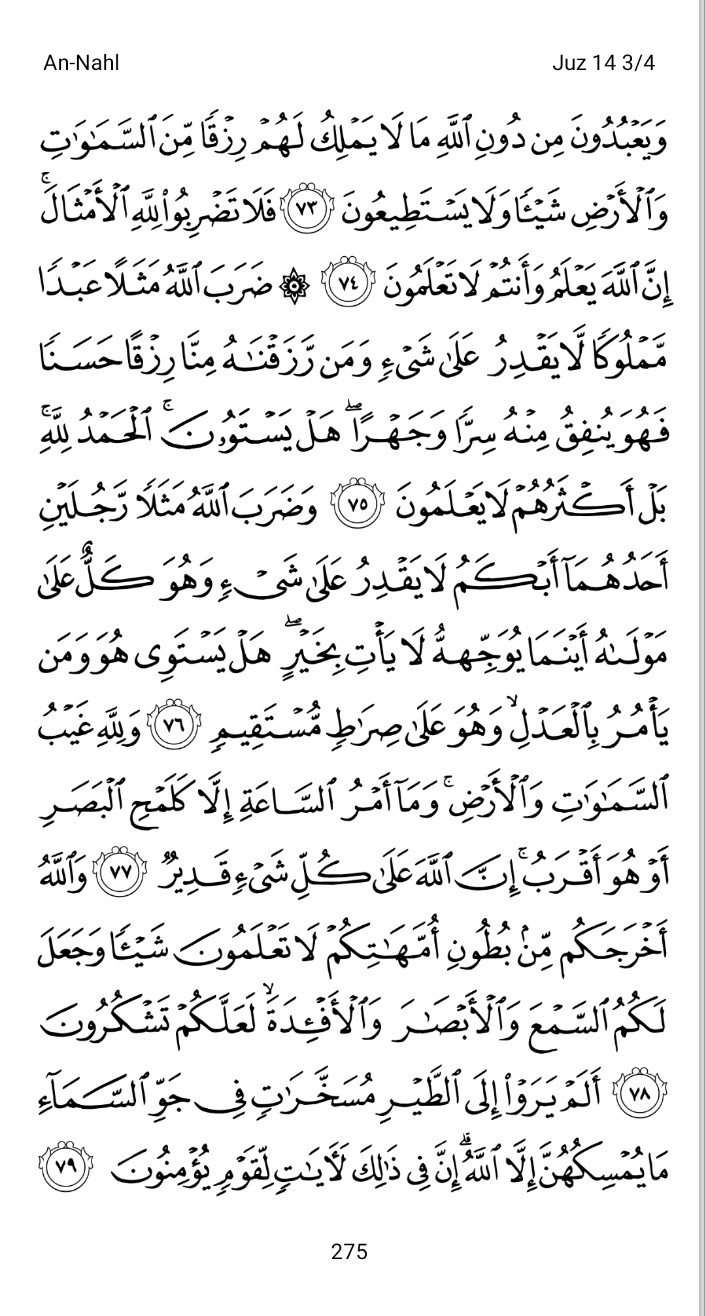 An-Nahl
Juz 14 3/4
وَيَعْبُدُونَ مِن دُونِ ٱللَّهِ مَا لَا يَمْلِكُ لَهُمْ رِزْقًا مِّنَ ٱلسَّمَٰوَٰتِ
وَٱلْأَرْضِ شَيْـًٔا وَلَا يَسْتَطِيعُونَ ٧٣ فَلَا تَضْرِبُوا۟ لِلَّهِ ٱلْأَمْثَالَ ۚ
إِنَّ ٱللَّهَ يَعْلَمُ وَأَنتُمْ لَا تَعْلَمُونَ ٧٤ ۞ ضَرَبَ ٱللَّهُ مَثَلًا عَبْدًا
مَّمْلُوكًا لَّا يَقْدِرُ عَلَىٰ شَىْءٍ وَمَن رَّزَقْنَٰهُ مِنَّا رِزْقًا حَسَنًا
فَهُوَ يُنفِقُ مِنْهُ سِرًّا وَجَهْرًا ۖ هَلْ يَسْتَوُۥنَ ۚ ٱلْحَمْدُ لِلَّهِ ۚ
بَلْ أَكْثَرُهُمْ لَا يَعْلَمُونَ ٧٥ وَضَرَبَ ٱللَّهُ مَثَلًا رَّجُلَيْنِ
أَحَدُهُمَآ أَبْكَمُ لَا يَقْدِرُ عَلَىٰ شَىْءٍ وَهُوَ كَلٌّ عَلَىٰ
مَوْلَىٰهُ أَيْنَمَا يُوَجِّههُّ لَا يَأْتِ بِخَيْرٍ ۖ هَلْ يَسْتَوِى هُوَ وَمَن
يَأْمُرُ بِٱلْعَدْلِ ۙ وَهُوَ عَلَىٰ صِرَٰطٍ مُّسْتَقِيمٍ ٧٦ وَلِلَّهِ غَيْبُ
ٱلسَّمَٰوَٰتِ وَٱلْأَرْضِ ۚ وَمَآ أَمْرُ ٱلسَّاعَةِ إِلَّا كَلَمْحِ ٱلْبَصَرِ
أَوْ هُوَ أَقْرَبُ ۚ إِنَّ ٱللَّهَ عَلَىٰ كُلِّ شَىْءٍ قَدِيرٌ ٧٧ وَٱللَّهُ
أَخْرَجَكُم مِّنۢ بُطُونِ أُمَّهَٰتِكُمْ لَا تَعْلَمُونَ شَيْـًٔا وَجَعَلَ
لَكُمُ ٱلسَّمْعَ وَٱلْأَبْصَٰرَ وَٱلْأَفْـِٔدَةَ ۙ لَعَلَّكُمْ تَشْكُرُونَ
٧٨ أَلَمْ يَرَوْا۟ إِلَى ٱلطَّيْرِ مُسَخَّرَٰتٍ فِى جَوِّ ٱلسَّمَآءِ
مَا يُمْسِكُهُنَّ إِلَّا ٱللَّهُ ۗ إِنَّ فِى ذَٰلِكَ لَءَايَٰتٍ لِّقَوْمٍ يُؤْمِنُونَ ٧٩
275